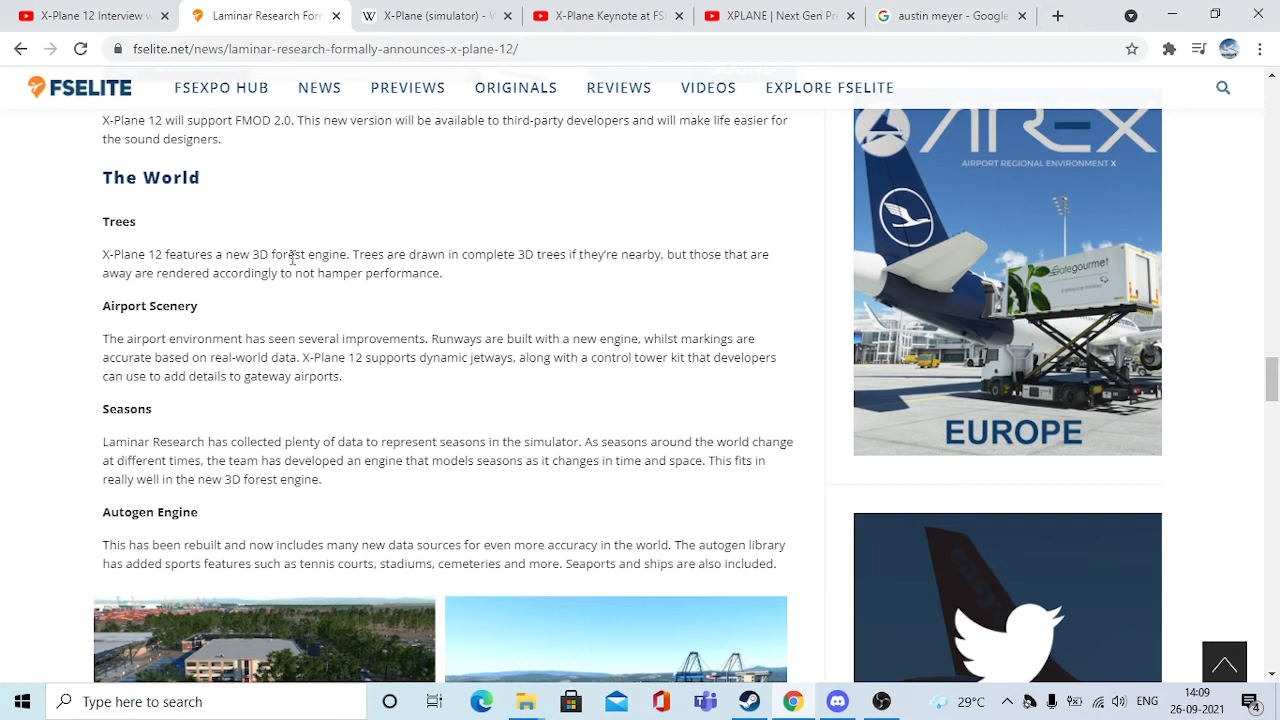 X-Plane (simulator) - W
X-Plane Keynote at FS
XPLANE | Next Gen Pr
austin meyer - Google
fselite.net/news/laminar-research-formally-announces-x-plane-12/
FSELITE
FSEXPO HUB NEWS PREVIEWS ORIGINALS REVIEWS VIDEOS EXPLORE FSELITE
X-Plane 12 will support FMOD 2.0. This new version will be available to third-party developers and will make life easier for
the sound designers.
The World
Trees
X-Plane 12 features a new 3D forest engine. Trees are drawn in complete 3D trees if they're nearby, but those that are
away are rendered accordingly to not hamper performance.
Airport Scenery
The airport environment has seen several improvements. Runways are built with a new engine, whilst markings are
accurate based on real-world data. X-Plane 12 supports dynamic jetways, along with a control tower kit that developers
can use to add details to gateway airports.
Seasons
Laminar Research has collected plenty of data to represent seasons in the simulator. As seasons around the world change
at different times, the team has developed an engine that models seasons as it changes in time and space. This fits in
really well in the new 3D forest engine.
Autogen Engine
This has been rebuilt and now includes many new data sources for even more accuracy in the world. The autogen library
has added sports features such as tennis courts, stadiums, cemeteries and more. Seaports and ships are also included.
AREX
AIRPORT REGIONAL ENVIRONMENT X
gategourmet
EUROPE
Type here to search
29°C
ENG
14:09
26-09-2021
4